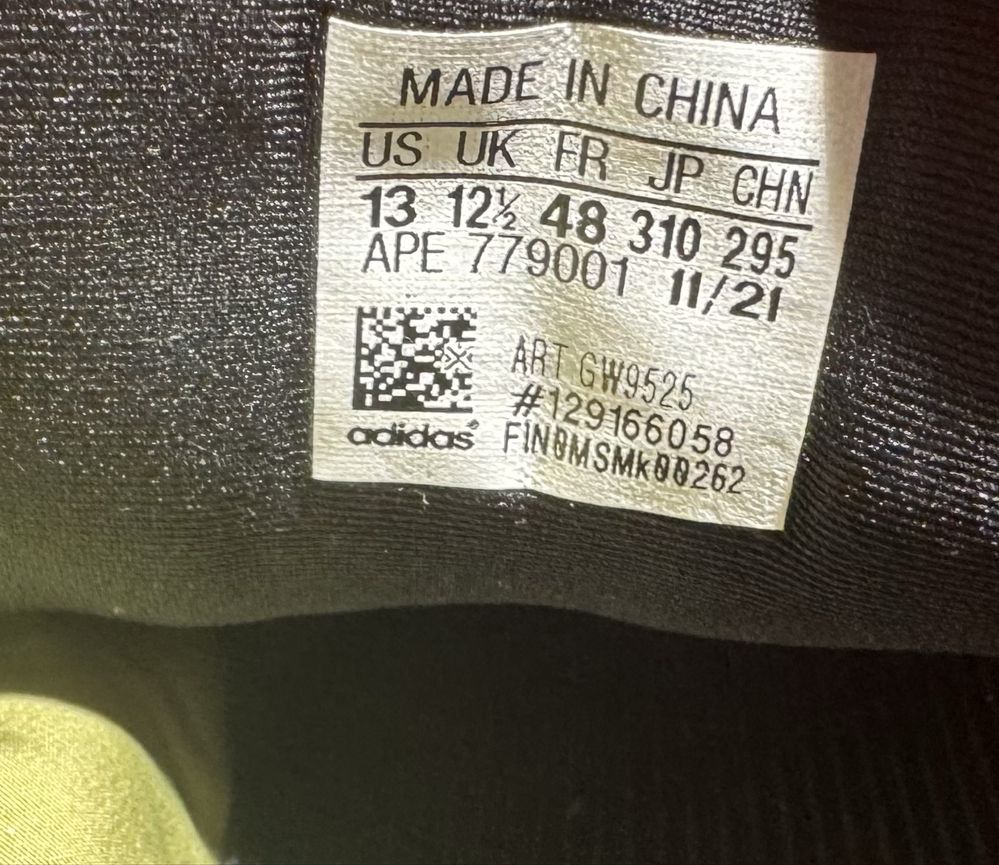 MADE IN CHINA
US UK FR JP CHN
13 12½ 48 310 295
APE 779001 11/21
ART GW9525
#129166058
adidas®
FIN0MSMk00262